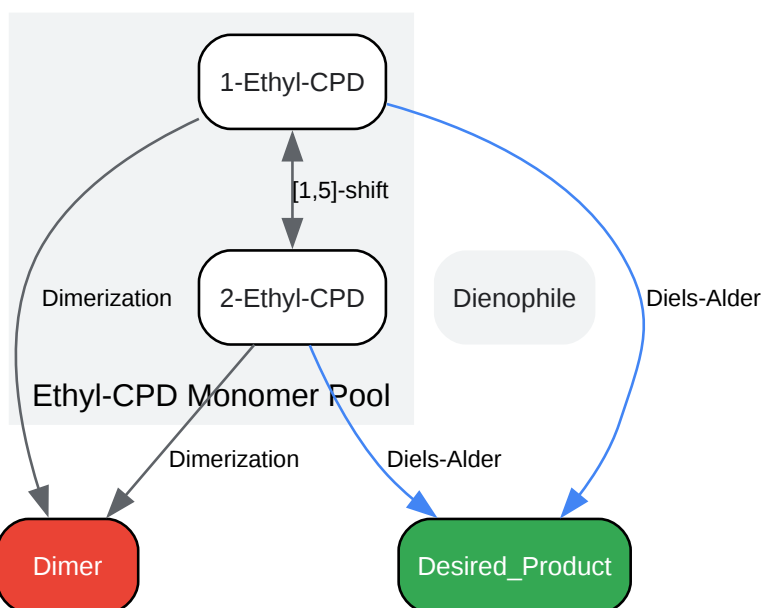 1-Ethyl-CPD
[1,5]-shift
Dimerization
2-Ethyl-CPD
Dienophile
Diels-Alder
Ethyl-CPD Monomer Pool
Dimerization
Diels-Alder
Dimer
Desired_Product